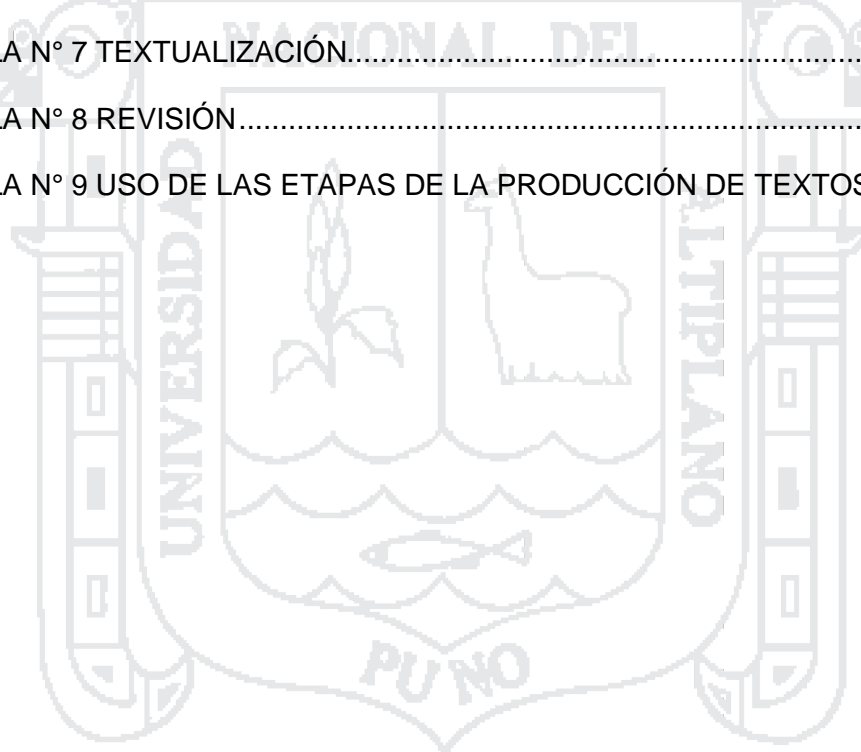 NACIONAL DEL
LA N° 7 TEXTUALIZACIÓN...............................................................
LA N° 8 REVISIÓN............................................................................
LA N° 9 USO DE LAS ETAPAS DE LA PRODUCCIÓN DE TEXTOS
UNIVERSIDAD
ALTIPLANO
PUNO